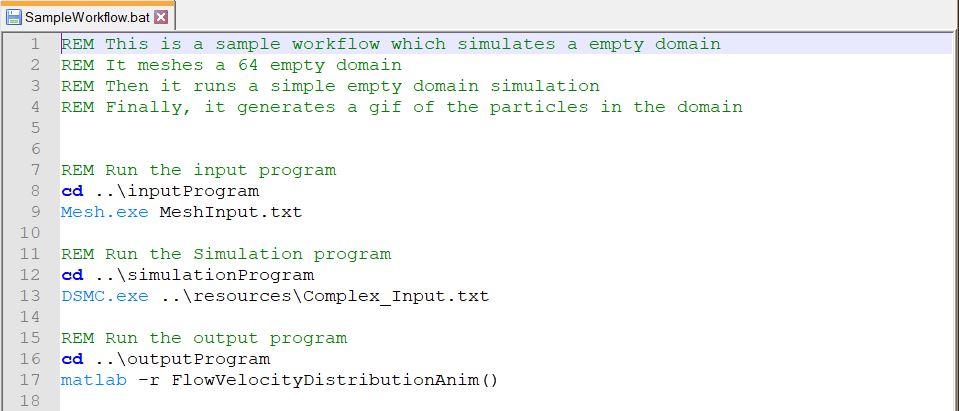 SampleWorkflow.bat
1 REM This is a sample workflow which simulates a empty domain
2 REM It meshes a 64 empty domain
3 REM Then it runs a simple empty domain simulation
4 REM Finally, it generates a gif of the particles in the domain
5
6
7 REM Run the input program
8 cd ..\inputProgram
9 Mesh.exe MeshInput.txt
10
11 REM Run the Simulation program
12 cd ..\simulationProgram
13 DSMC.exe ..\resources\Complex_Input.txt
14
15 REM Run the output program
16 cd ..\outputProgram
17 matlab -r FlowVelocityDistributionAnim()
18